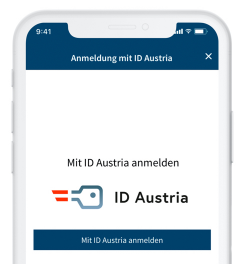 9:41
Anmeldung mit ID Austria
Mit ID Austria anmelden
ID Austria
Mit ID Austria anmelden